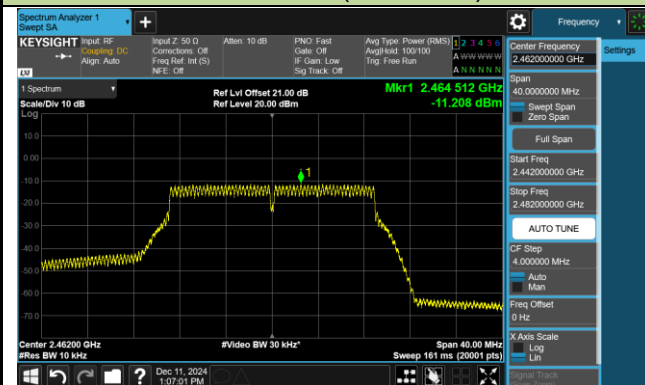 Spectrum Analyzer 1
Swept SA
+
Frequency
KEYSIGHT
Input: RF
Coupling: DC
Align: Auto
Input Z: 50 Ω
Corrections: Off
Freq Ref: Int (S)
NFE: Off
Atten: 10 dB
PNO: Fast
Gate: Off
IF Gain: Low
Sig Track: Off
Avg Type: Power (RMS)
Avg|Hold: 100/100
Trig: Free Run
1 2 3 4 5 6
A W W W W W
A N N N N N
LXI
1 Spectrum
Scale/Div 10 dB
Log
Ref Lvl Offset 21.00 dB
Ref Level 20.00 dBm
Mkr1 2.464 512 GHz
-11.208 dBm
10.0
0.00
-10.0
-20.0
-30.0
-40.0
-50.0
-60.0
-70.0
1
Center 2.46200 GHz
#Res BW 10 kHz
#Video BW 30 kHz*
Span 40.00 MHz
Sweep 161 ms (20001 pts)
Dec 11, 2024
1:07:01 PM
?
Center Frequency
2.462000000 GHz
Settings
Span
40.0000000 MHz
Swept Span
Zero Span
Full Span
Start Freq
2.442000000 GHz
Stop Freq
2.482000000 GHz
AUTO TUNE
CF Step
4.000000 MHz
Auto
Man
Freq Offset
0 Hz
X Axis Scale
Log
Lin
Signal Track